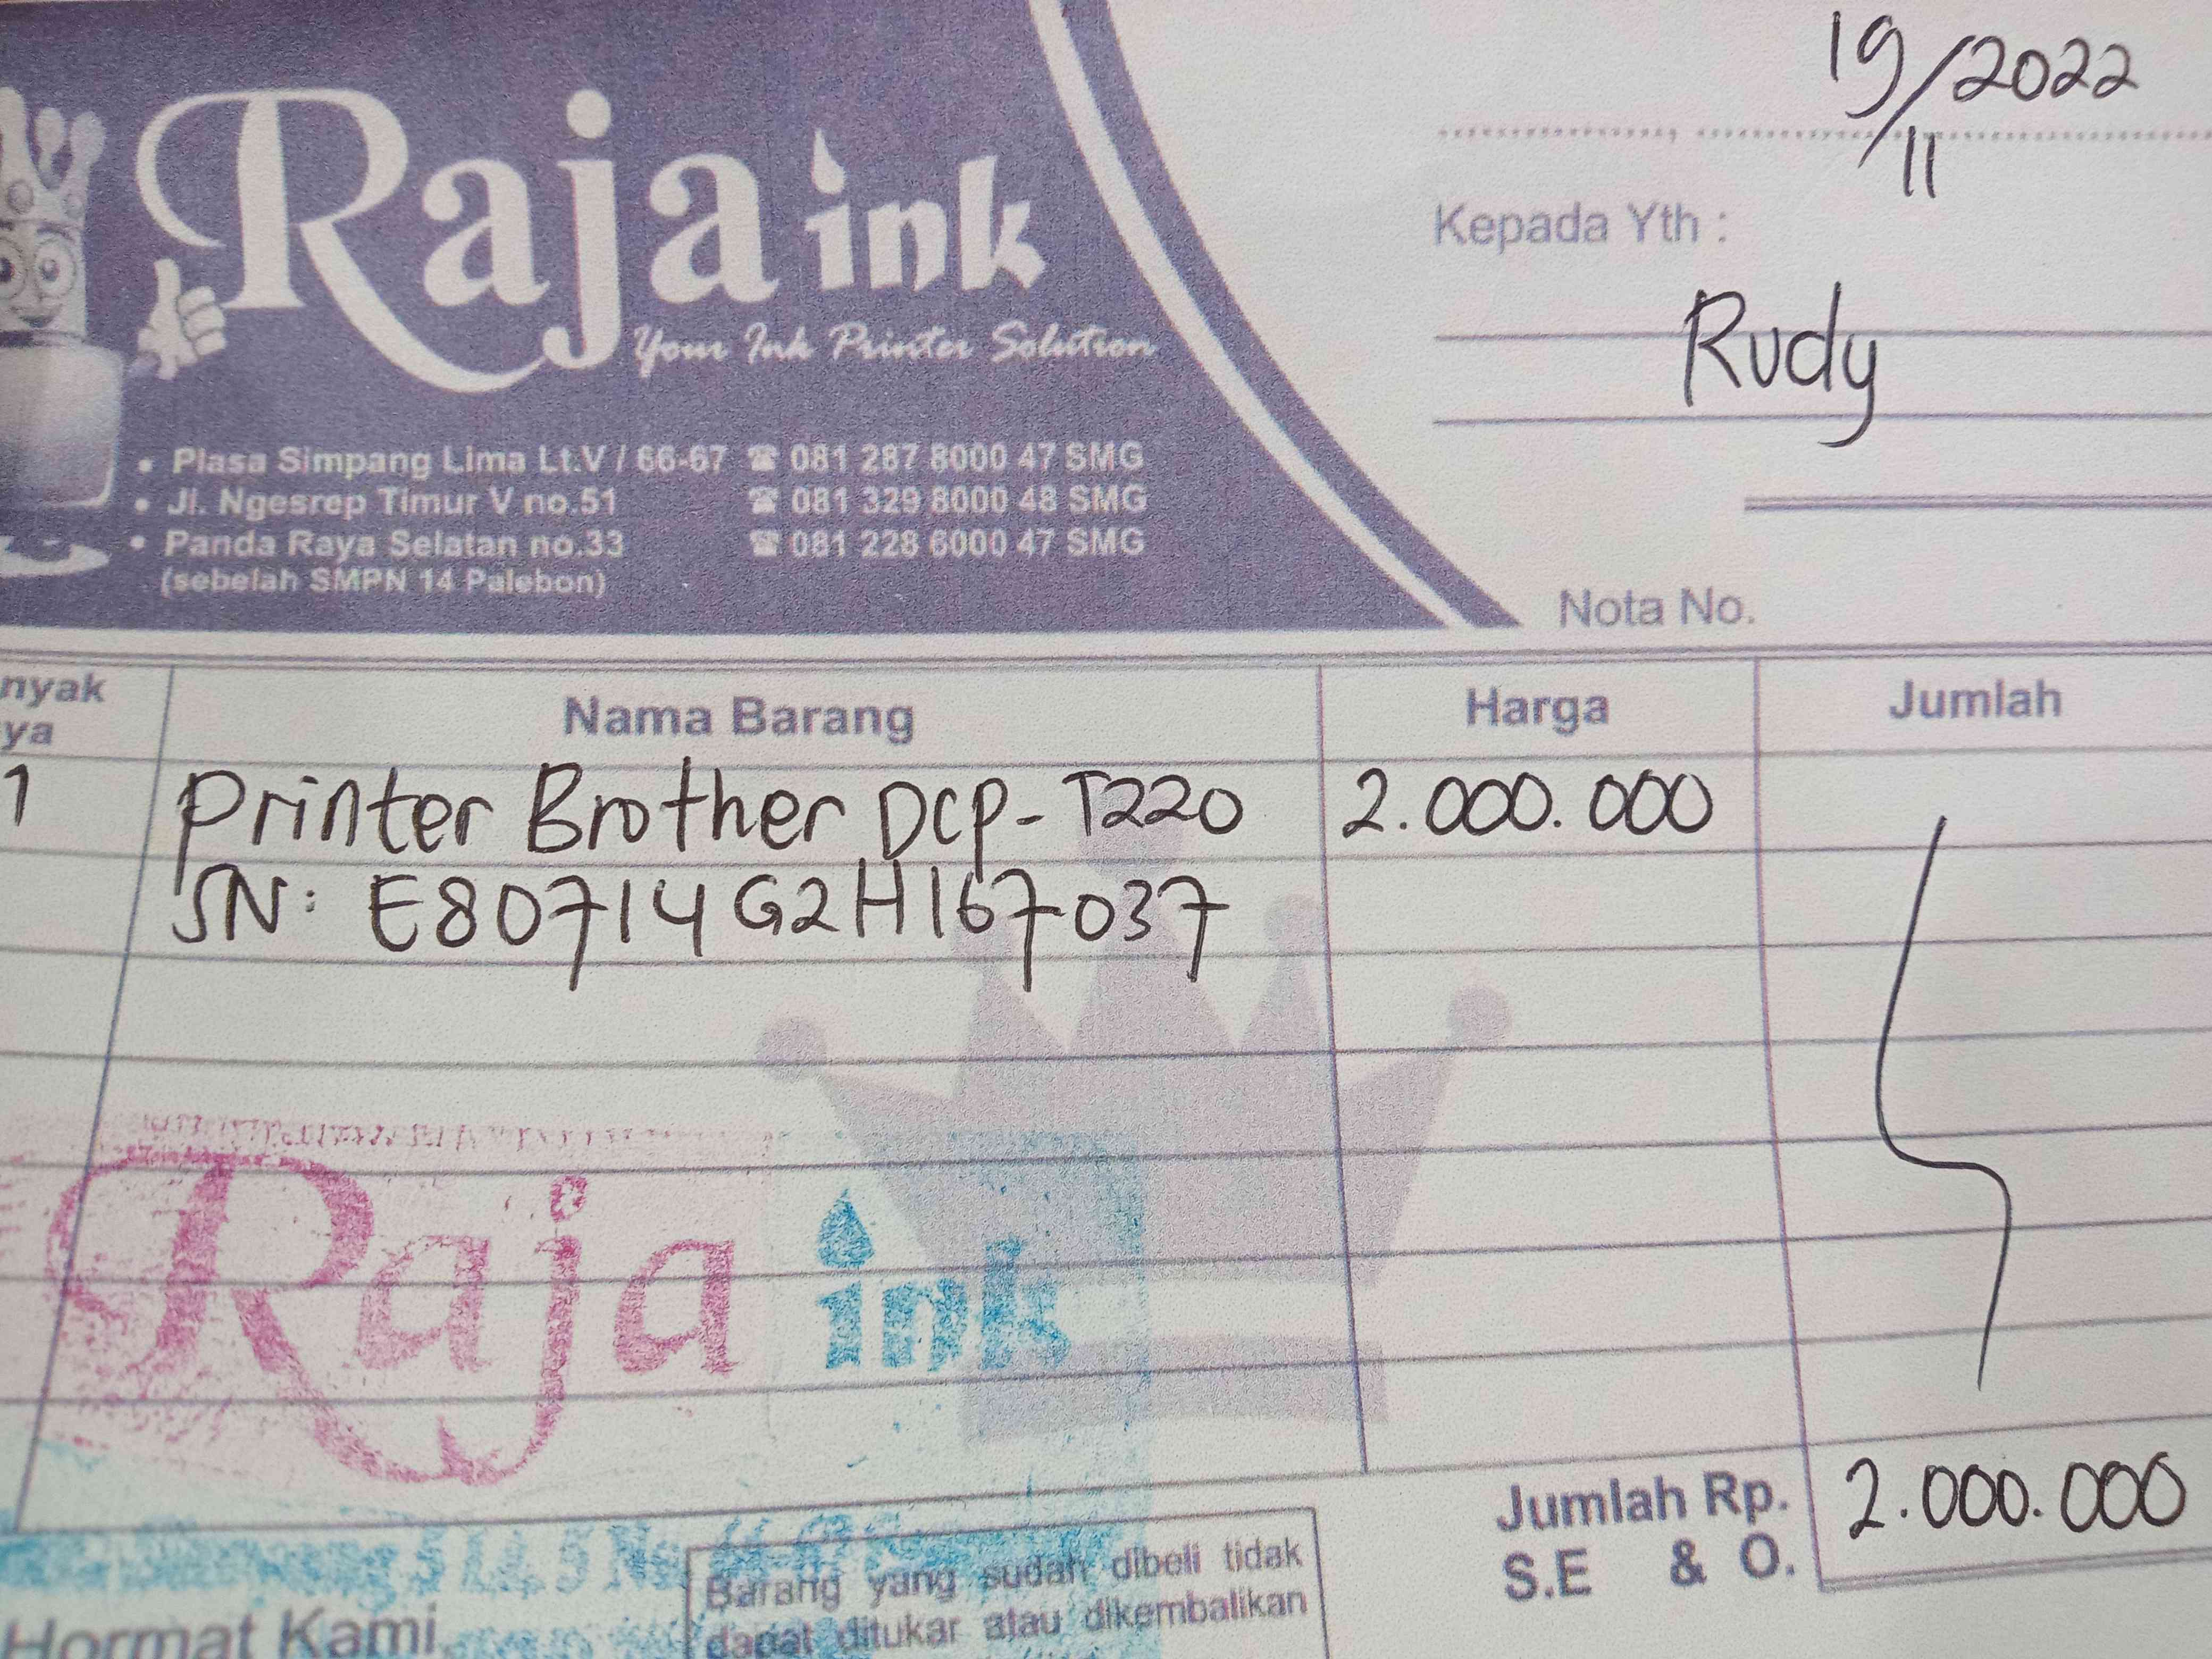 Raja ink
Your Ink Printer Solution
• Plasa Simpang Lima Lt.V / 66-67 ☎ 081 287 8000 47 SMG
• Jl. Ngesrep Timur V no.51 ☎ 081 329 8000 48 SMG
• Panda Raya Selatan no.33 ☎ 081 228 6000 47 SMG
(sebelah SMPN 14 Palebon)
19/11/2022
Kepada Yth :
Rudy
Nota No.
nyak
ya
Nama Barang
Harga
Jumlah
1 Printer Brother DCP-T220 2.000.000
SN: E80714G2H167037
Raja ink
Jumlah Rp. 2.000.000
S.E & O.
Barang yang sudah dibeli tidak
dapat ditukar atau dikembalikan
Hormat Kami,